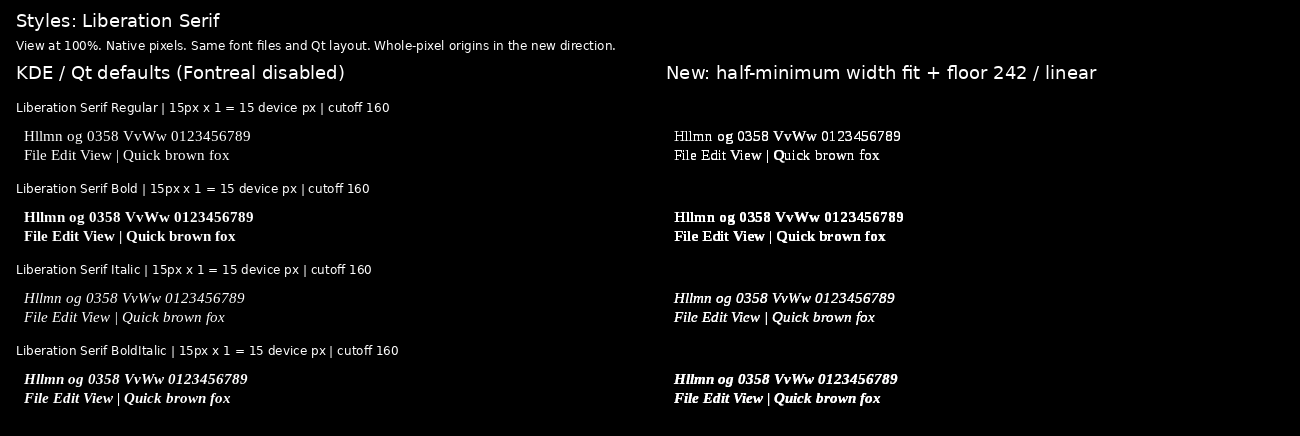 Styles: Liberation Serif
View at 100%. Native pixels. Same font files and Qt layout. Whole-pixel origins in the new direction.
KDE / Qt defaults (Fontreal disabled)
New: half-minimum width fit + floor 242 / linear
Liberation Serif Regular | 15px x 1 = 15 device px | cutoff 160
Hllmn og 0358 VvWw 0123456789
Hllmn og 0358 VvWw 0123456789
File Edit View | Quick brown fox
File Edit View | Quick brown fox
Liberation Serif Bold | 15px x 1 = 15 device px | cutoff 160
Hllmn og 0358 VvWw 0123456789
Hllmn og 0358 VvWw 0123456789
File Edit View | Quick brown fox
File Edit View | Quick brown fox
Liberation Serif Italic | 15px x 1 = 15 device px | cutoff 160
Hllmn og 0358 VvWw 0123456789
Hllmn og 0358 VvWw 0123456789
File Edit View | Quick brown fox
File Edit View | Quick brown fox
Liberation Serif BoldItalic | 15px x 1 = 15 device px | cutoff 160
Hllmn og 0358 VvWw 0123456789
Hllmn og 0358 VvWw 0123456789
File Edit View | Quick brown fox
File Edit View | Quick brown fox